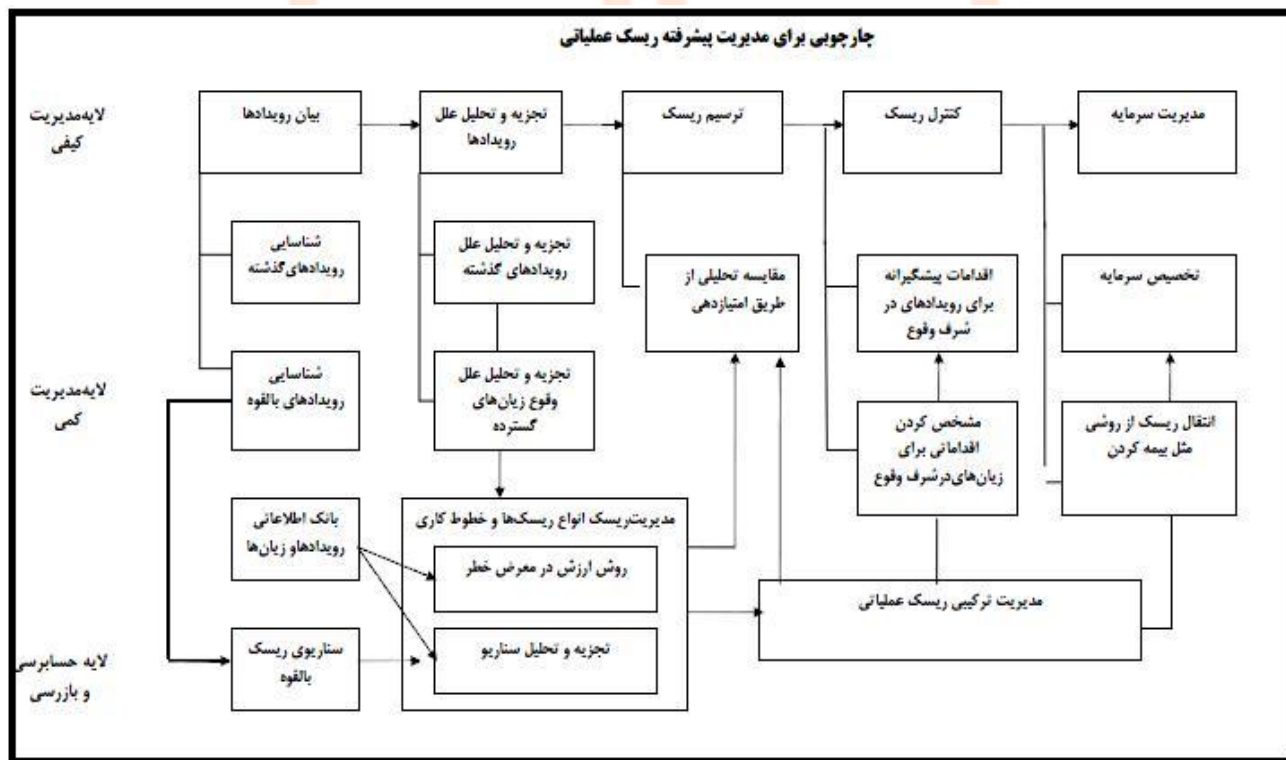 چارچوبی برای مدیریت پیشرفته ریسک عملیاتی
لایه‌مدیریت
کیفی
بیان رویدادها
تجزیه و تحلیل علل
رویدادها
ترسیم ریسک
کنترل ریسک
مدیریت سرمایه
شناسایی
رویدادهای گذشته
تجزیه و تحلیل علل
رویدادهای گذشته
مقایسه تحلیلی از
طریق امتیازدهی
اقدامات پیشگیرانه
برای رویدادهای در
شرف وقوع
تخصیص سرمایه
لایه‌مدیریت
کمی
شناسایی
رویدادهای بالقوه
تجزیه و تحلیل علل
وقوع زیان‌های
گسترده
مشخص کردن
اقداماتی برای
زیان‌های‌درشرف وقوع
انتقال ریسک از روشی
مثل بیمه کردن
بانک اطلاعاتی
رویدادهاو زیان‌ها
مدیریت‌ریسک انواع ریسک‌ها و خطوط کاری
روش ارزش در معرض خطر
تجزیه و تحلیل سناریو
مدیریت ترکیبی ریسک عملیاتی
لایه حسابرسی
و بازرسی
سناریوی ریسک
بالقوه